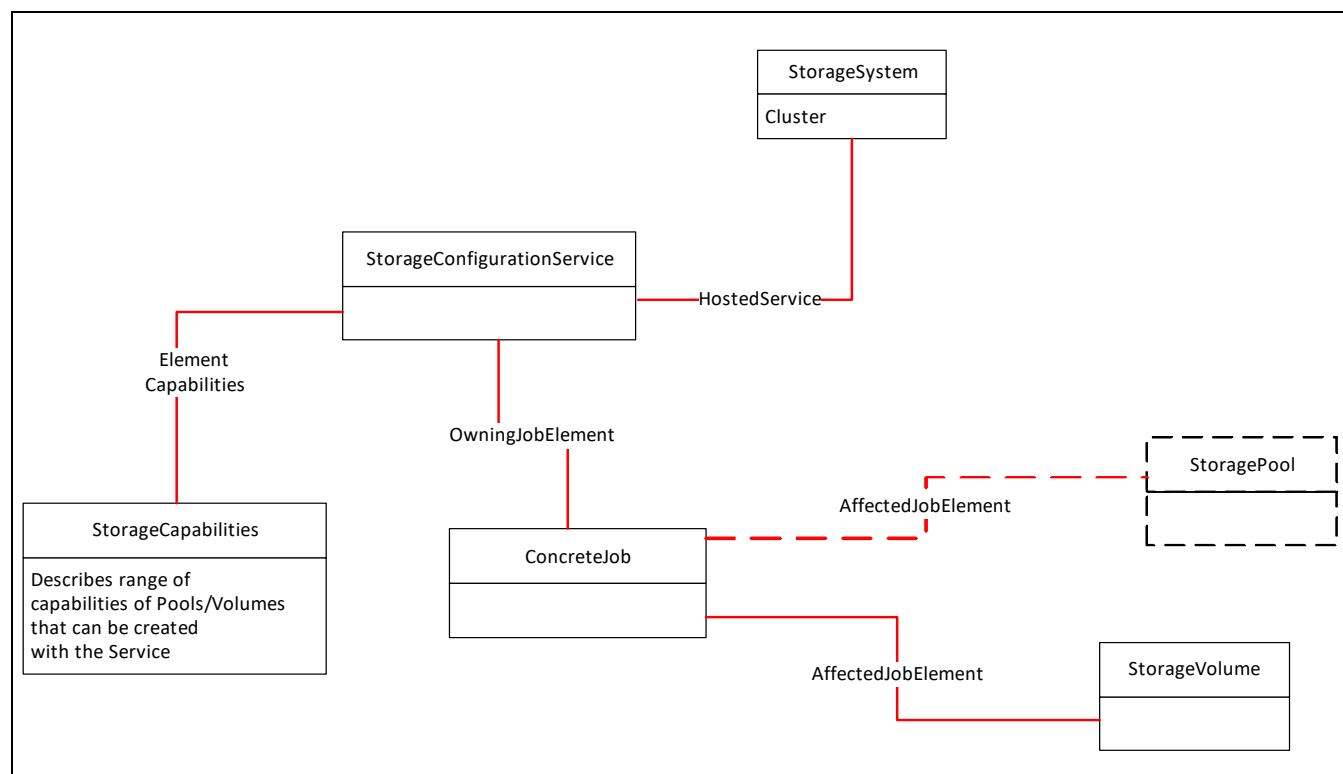 StorageSystem
Cluster
StorageConfigurationService
HostedService
Element
Capabilities
OwningJobElement
StoragePool
AffectedJobElement
StorageCapabilities
Describes range of
capabilities of Pools/Volumes
that can be created
with the Service
ConcreteJob
AffectedJobElement
StorageVolume